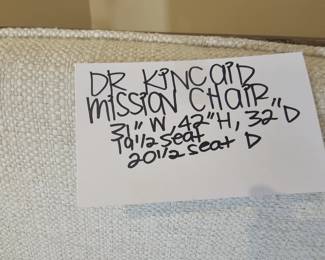 DR KINCAID
MISSION CHAIR
31" W, 42" H, 32" D
19 1/2 seat
20 1/2 seat D